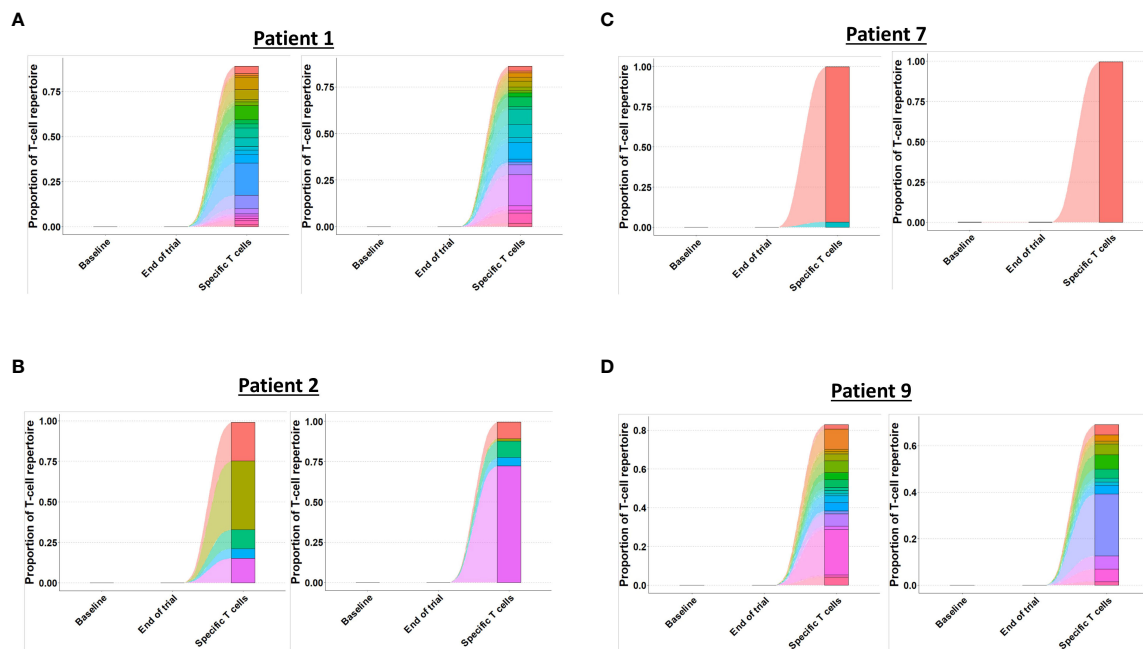 A
Patient 1
Proportion of T-cell repertoire
0.75
0.50
0.25
0.00
Baseline
End of trial
Specific T cells
Proportion of T-cell repertoire
0.75
0.50
0.25
0.00
Baseline
End of trial
Specific T cells
C
Patient 7
Proportion of T-cell repertoire
1.00
0.75
0.50
0.25
0.00
Baseline
End of trial
Specific T cells
Proportion of T-cell repertoire
1.00
0.75
0.50
0.25
0.00
Baseline
End of trial
Specific T cells
B
Patient 2
Proportion of T-cell repertoire
1.00
0.75
0.50
0.25
0.00
Baseline
End of trial
Specific T cells
Proportion of T-cell repertoire
1.00
0.75
0.50
0.25
0.00
Baseline
End of trial
Specific T cells
D
Patient 9
Proportion of T-cell repertoire
0.8
0.6
0.4
0.2
0.0
Baseline
End of trial
Specific T cells
Proportion of T-cell repertoire
0.6
0.4
0.2
0.0
Baseline
End of trial
Specific T cells